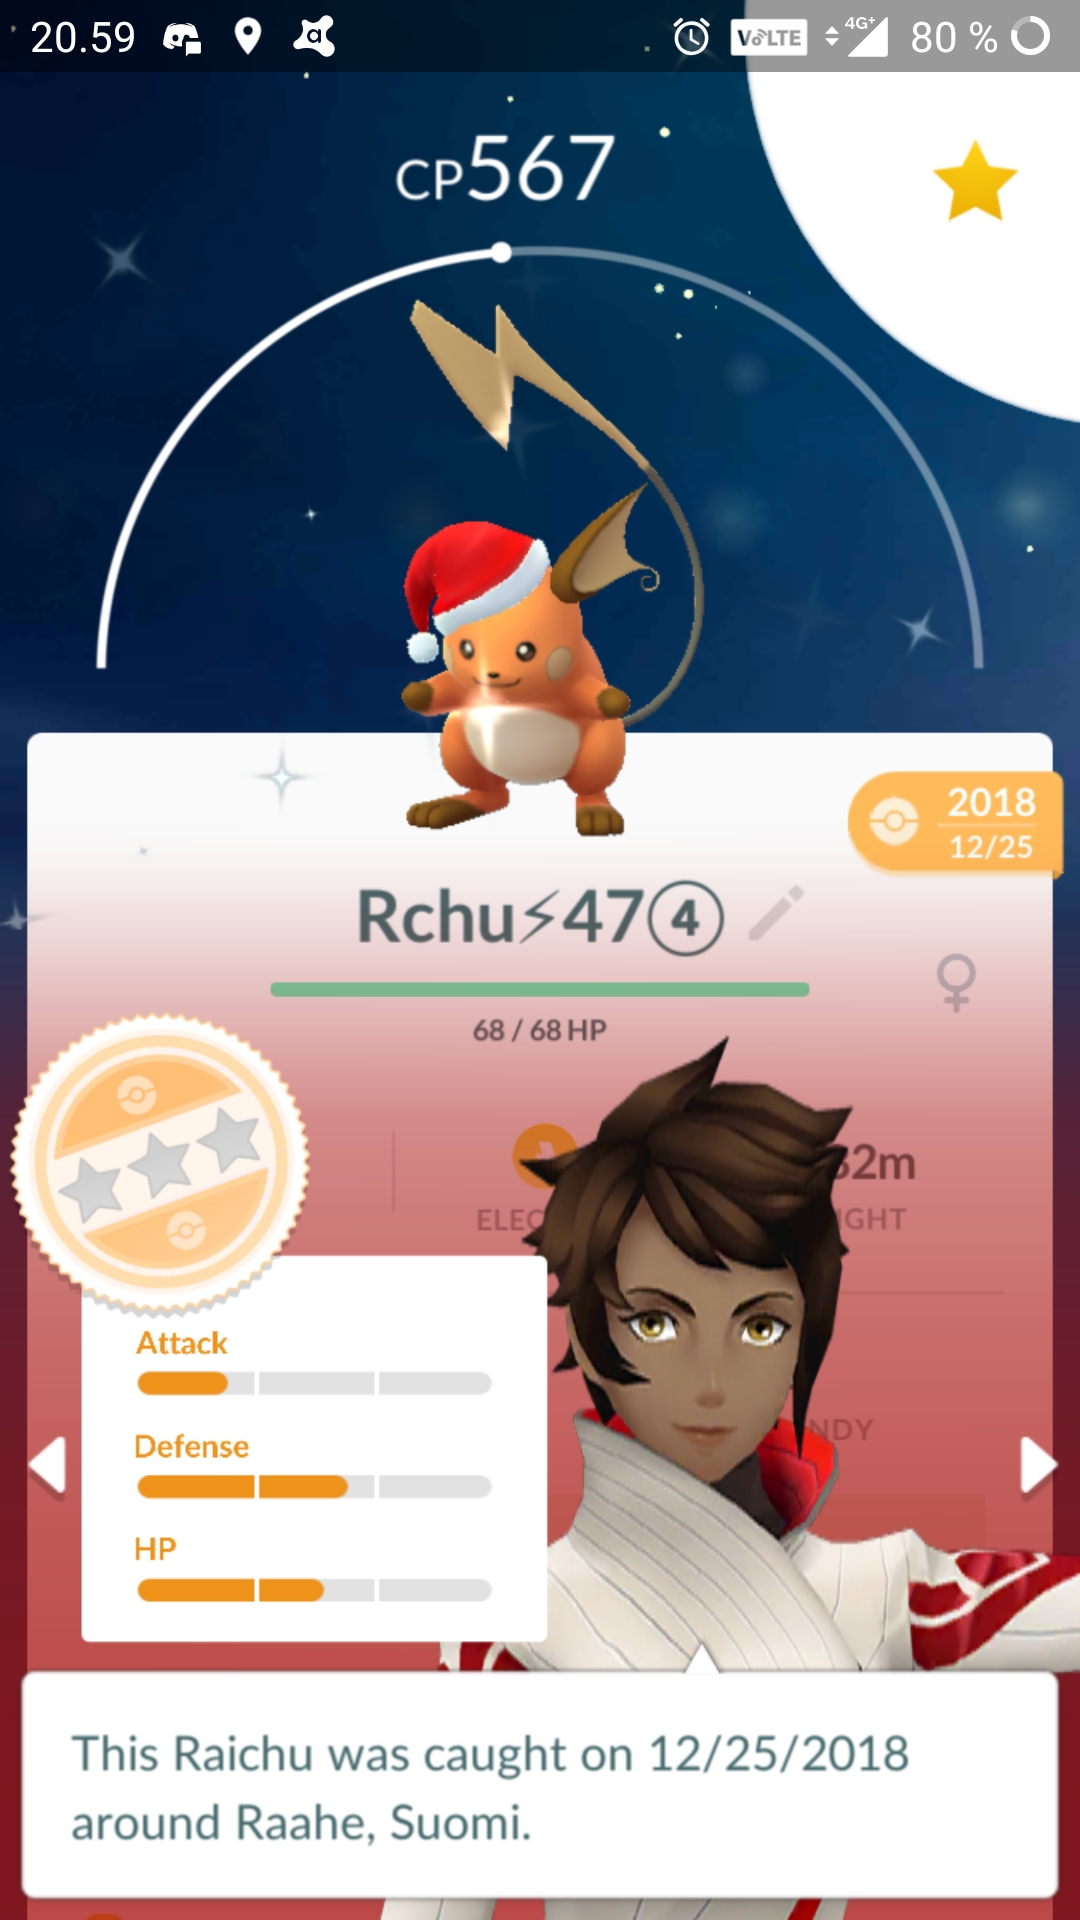 20.59
VoLTE
4G+
80 %
CP567
2018
12/25
Rchu⚡47④
68 / 68 HP
32m
ELEC
IGHT
Attack
Defense
NDY
HP
This Raichu was caught on 12/25/2018
around Raahe, Suomi.